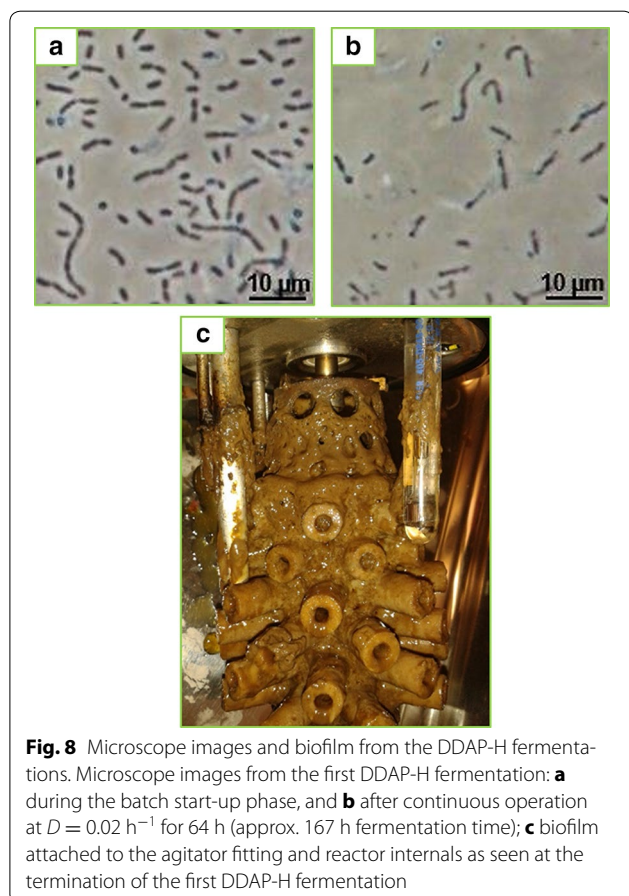 a
b
10 µm
10 µm
c
Fig. 8 Microscope images and biofilm from the DDAP-H fermenta-
tions. Microscope images from the first DDAP-H fermentation: a
during the batch start-up phase, and b after continuous operation
at D = 0.02 h⁻¹ for 64 h (approx. 167 h fermentation time); c biofilm
attached to the agitator fitting and reactor internals as seen at the
termination of the first DDAP-H fermentation